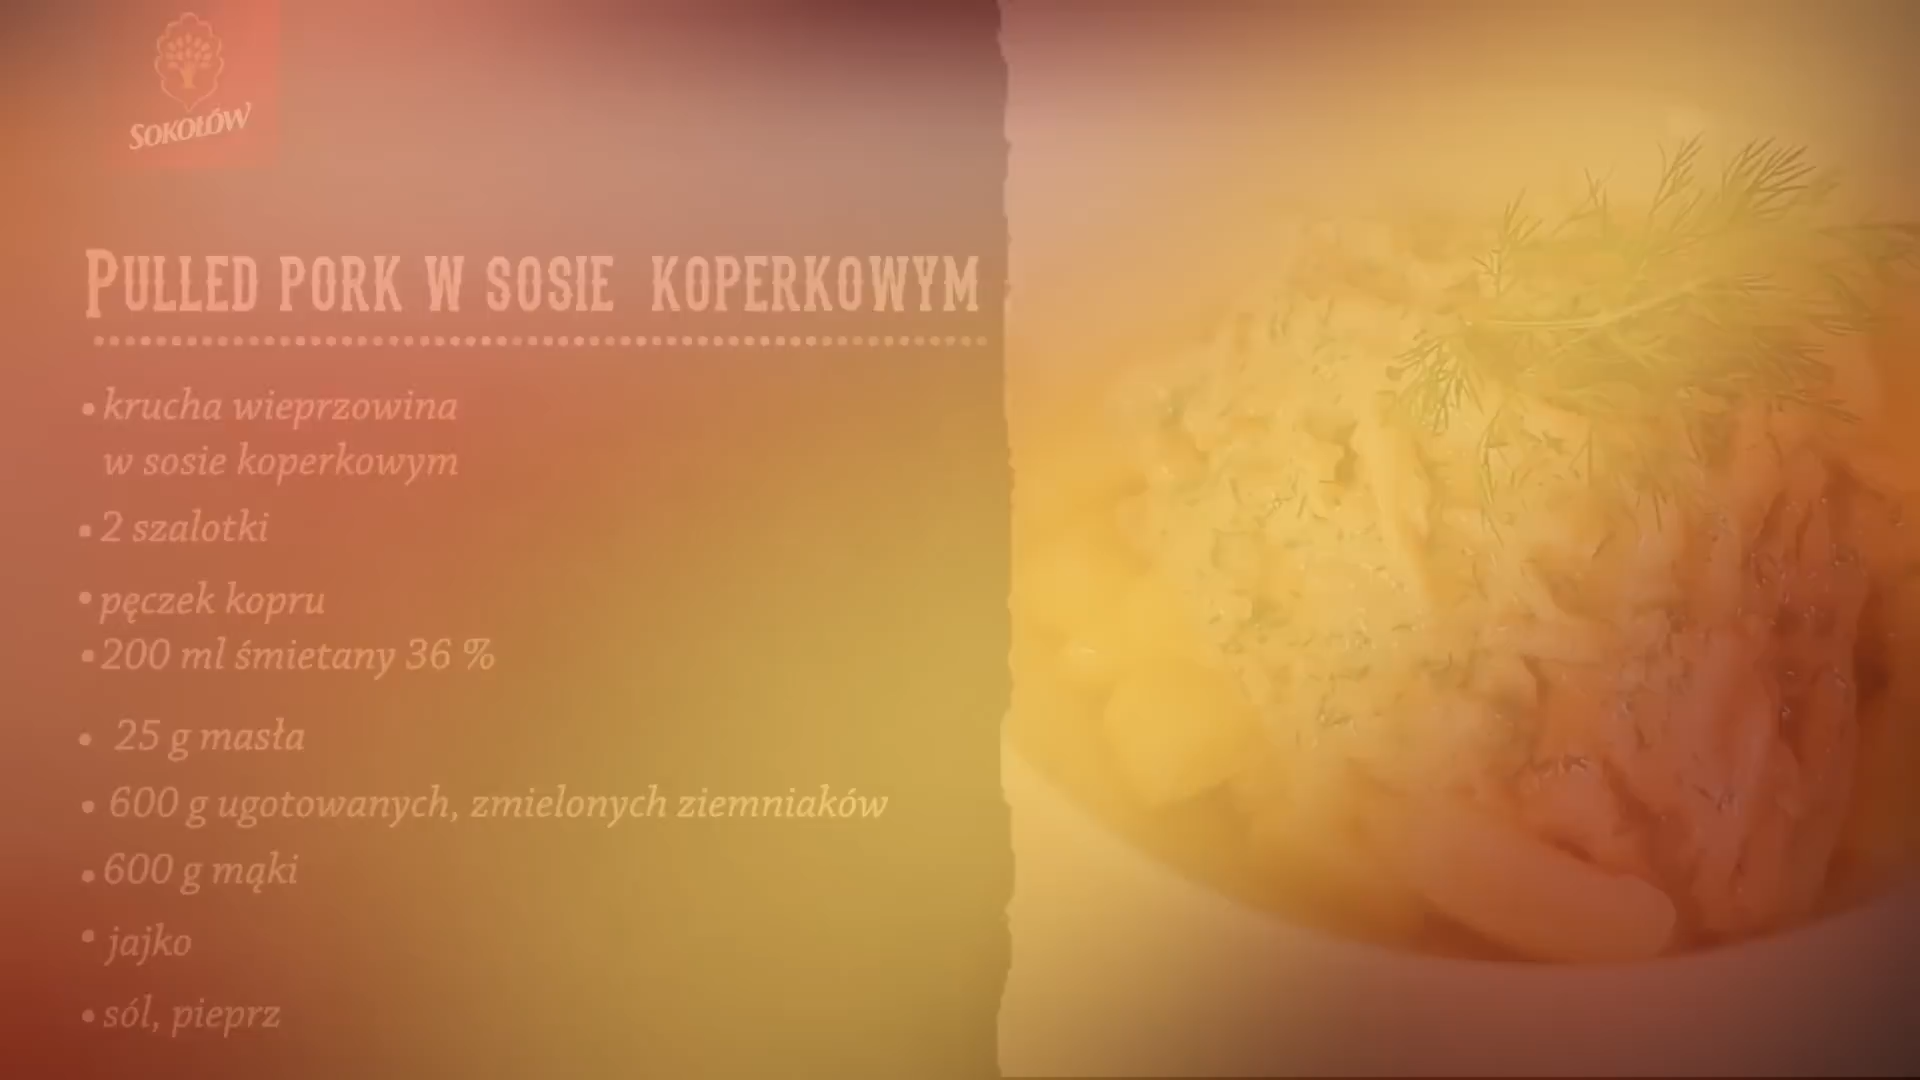 SOKOŁÓW
PULLED PORK W SOSIE KOPERKOWYM
• krucha wieprzowina
w sosie koperkowym
• 2 szalotki
• pęczek kopru
• 200 ml śmietany 36 %
• 25 g masła
• 600 g ugotowanych, zmielonych ziemniaków
• 600 g mąki
• jajko
• sól, pieprz